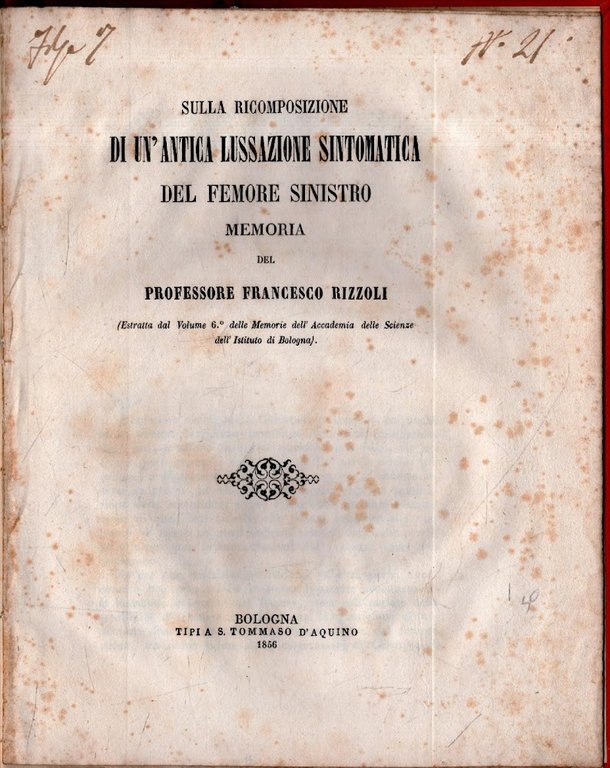 N.º 21
SULLA RICOMPOSIZIONE
DI UN' ANTICA LUSSAZIONE SINTOMATICA
DEL FEMORE SINISTRO
MEMORIA
DEL
PROFESSORE FRANCESCO RIZZOLI
(Estratta dal Volume 6.º delle Memorie dell' Accademia delle Scienze
dell' Istituto di Bologna).
BOLOGNA
TIPI A S. TOMMASO D'AQUINO
1856